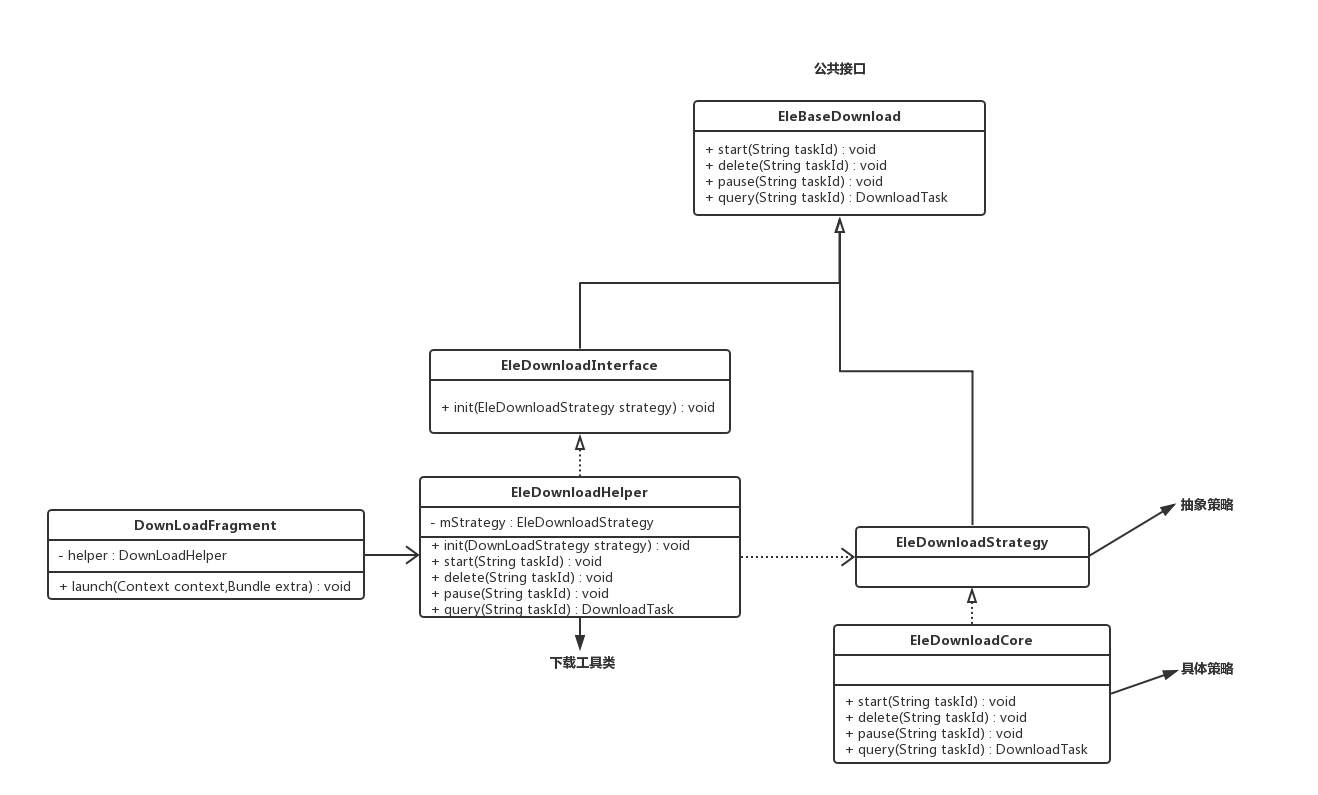 公共接口
EleBaseDownload
+ start(String taskId) : void
+ delete(String taskId) : void
+ pause(String taskId) : void
+ query(String taskId) : DownloadTask
EleDownloadInterface
+ init(EleDownloadStrategy strategy) : void
EleDownloadHelper
- mStrategy : EleDownloadStrategy
+ init(DownLoadStrategy strategy) : void
+ start(String taskId) : void
+ delete(String taskId) : void
+ pause(String taskId) : void
+ query(String taskId) : DownloadTask
下载工具类
DownLoadFragment
- helper : DownLoadHelper
+ launch(Context context,Bundle extra) : void
EleDownloadStrategy
抽象策略
EleDownloadCore
+ start(String taskId) : void
+ delete(String taskId) : void
+ pause(String taskId) : void
+ query(String taskId) : DownloadTask
具体策略